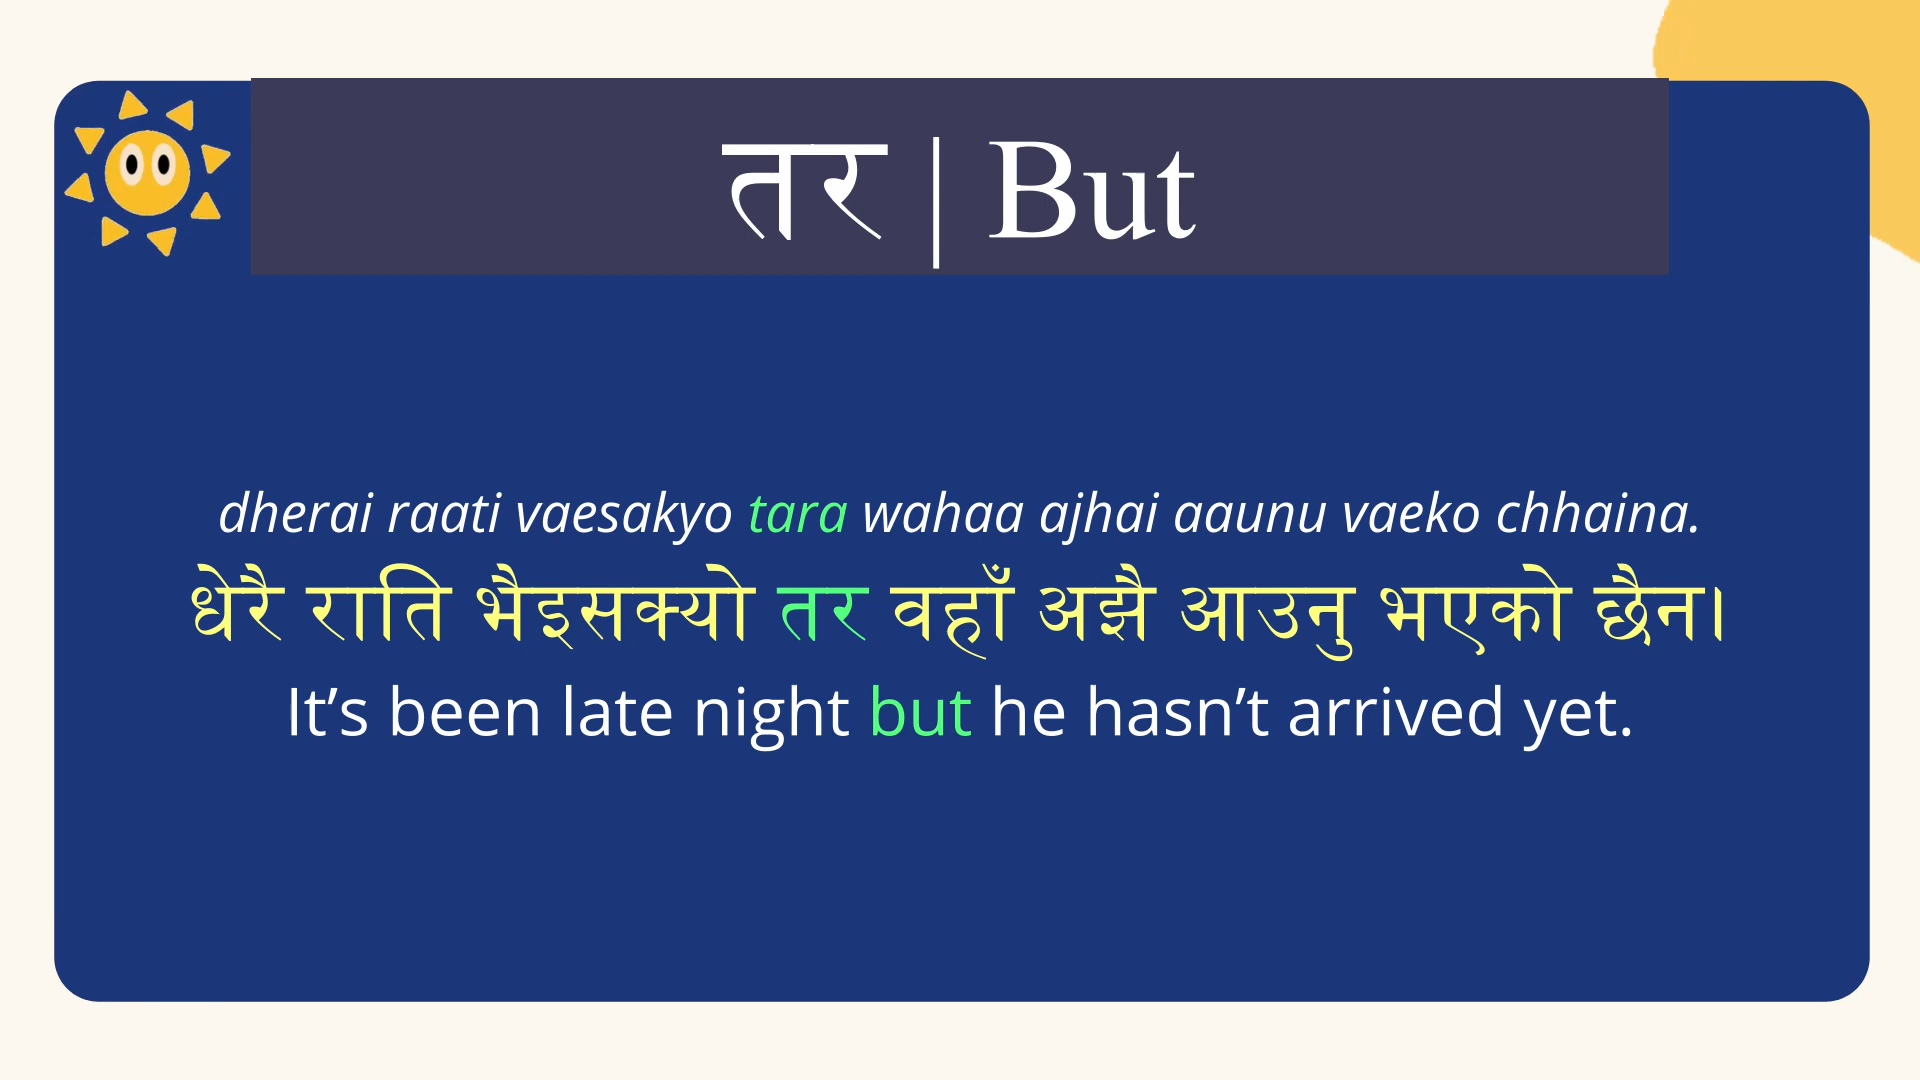 तर | But
dherai raati vaesakyo tara wahaa ajhai aaunu vaeko chhaina.
धेरै राति भैइसक्यो तर वहाँ अझै आउनु भएको छैन।
It’s been late night but he hasn’t arrived yet.